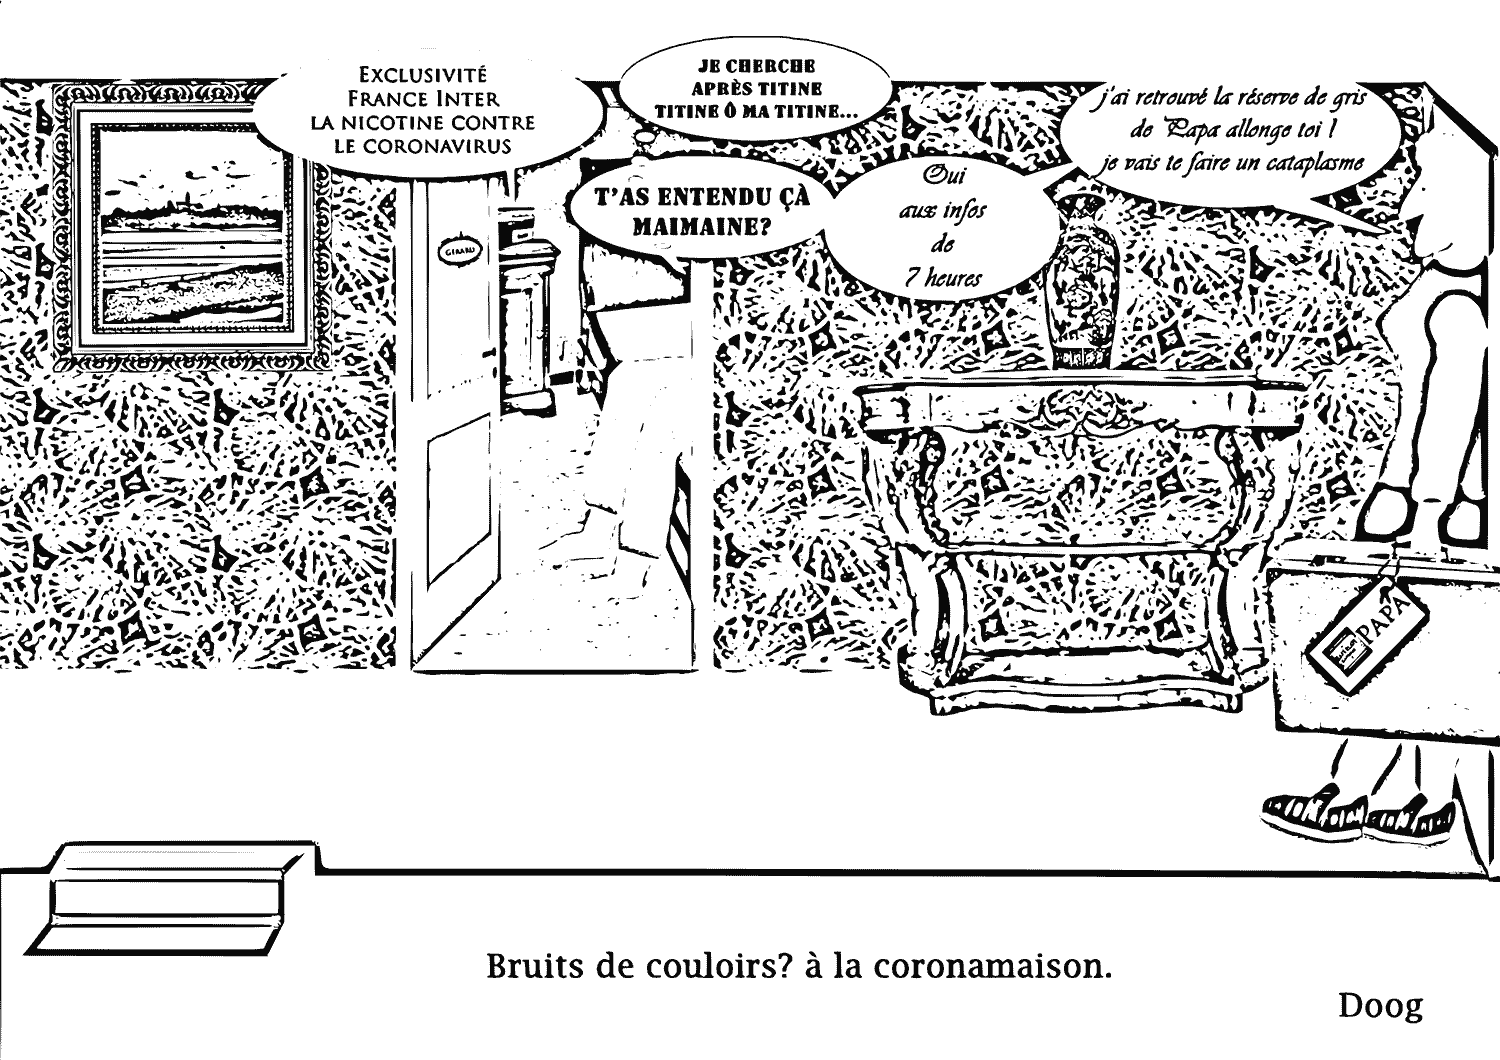 EXCLUSIVITÉ
FRANCE INTER
LA NICOTINE CONTRE
LE CORONAVIRUS
JE CHERCHE
APRÈS TITINE
TITINE Ô MA TITINE...
T'AS ENTENDU ÇÀ
MAIMAINE?
Oui
aux infos
de
7 heures
j'ai retrouvé la réserve de gris
de Papa allonge toi !
je vais te faire un cataplasme
GIRARD
PAPA
Bruits de couloirs? à la coronamaison.
Doog